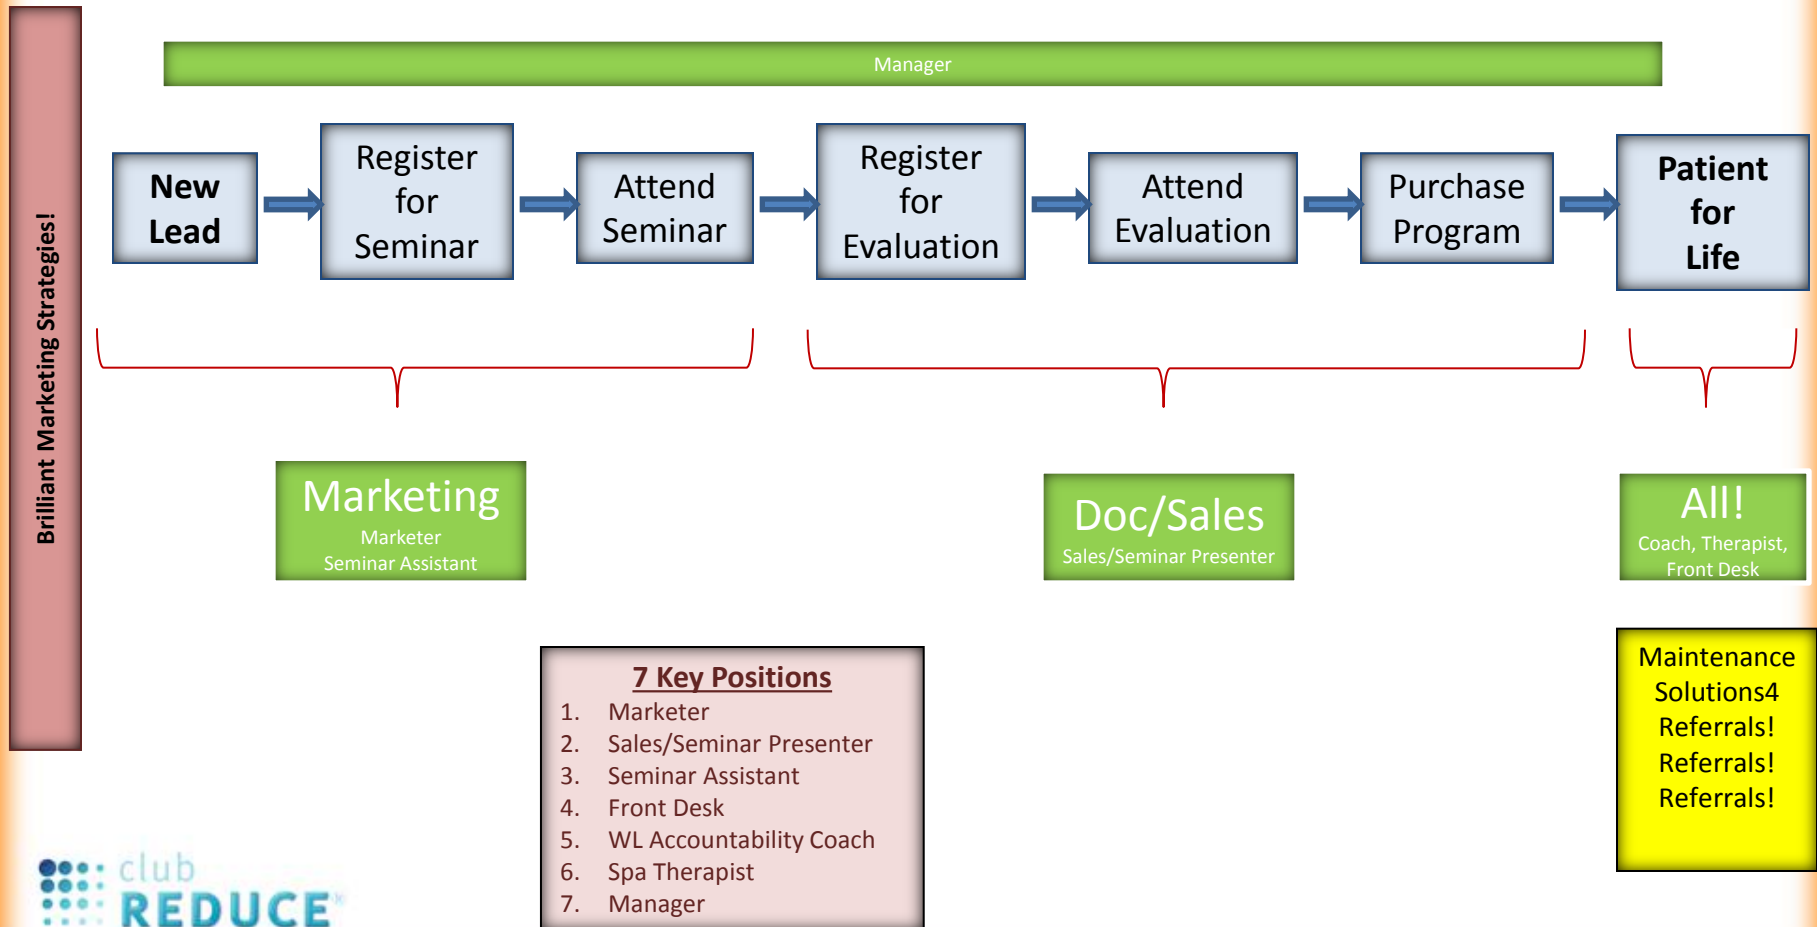 Brilliant Marketing Strategies!
Manager
New
Lead
Register
for
Seminar
Attend
Seminar
Register
for
Evaluation
Attend
Evaluation
Purchase
Program
Patient
for
Life
Marketing
Marketer
Seminar Assistant
Doc/Sales
Sales/Seminar Presenter
All!
Coach, Therapist,
Front Desk
7 Key Positions
1. Marketer
2. Sales/Seminar Presenter
3. Seminar Assistant
4. Front Desk
5. WL Accountability Coach
6. Spa Therapist
7. Manager
Maintenance
Solutions4
Referrals!
Referrals!
Referrals!
club
REDUCE